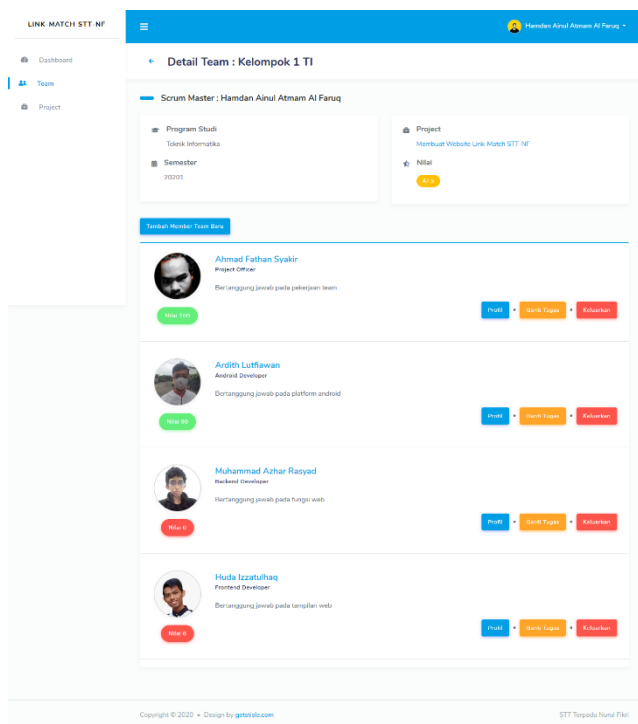 LINK-MATCH STT-NF
Hamdan Ainul Atmam Al Faruq
Dashboard
Team
Project
Detail Team : Kelompok 1 TI
Scrum Master : Hamdan Ainul Atmam Al Faruq
Program Studi
Teknik Informatika
Semester
20201
Project
Membuat Website Link-Match STT-NF
Nilai
Tambah Member Team Baru
Ahmad Fathan Syakir
Project Officer
Bertanggung jawab pada pekerjaan team
Nilai 100
Profil • Ganti Tugas • Keluarkan
Ardith Lutfiawan
Android Developer
Bertanggung jawab pada platform android
Nilai
Profil • Ganti Tugas • Keluarkan
Muhammad Azhar Rasyad
Backend Developer
Bertanggung jawab pada fungsi web
Nilai 0
Profil • Ganti Tugas • Keluarkan
Huda Izzatulhaq
Frontend Developer
Bertanggung jawab pada tampilan web
Nilai 0
Profil • Ganti Tugas • Keluarkan
Copyright © 2020 • Design by getstisla.com
STT Terpadu Nurul Fikri